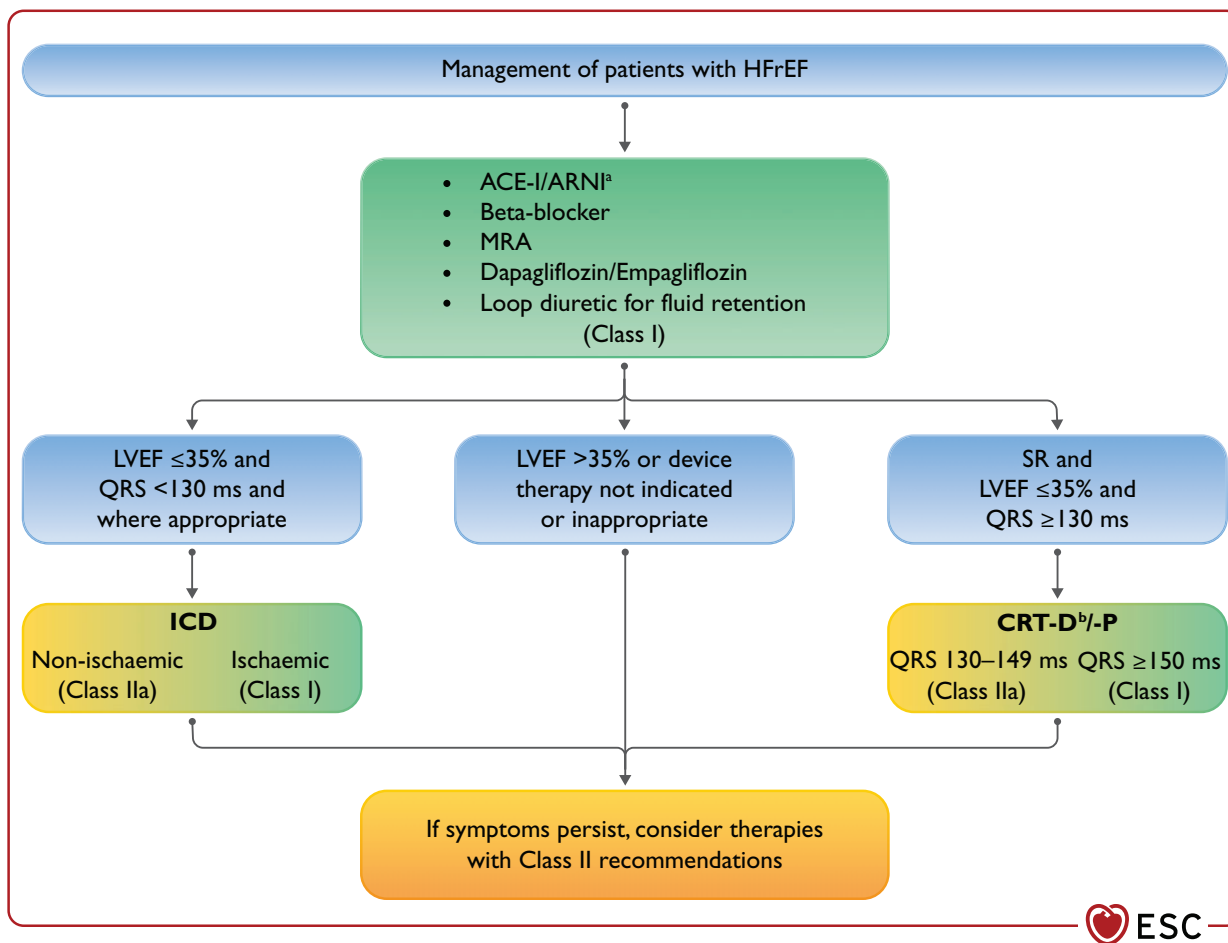 Management of patients with HFrEF
• ACE-I/ARNIᵃ
• Beta-blocker
• MRA
• Dapagliflozin/Empagliflozin
• Loop diuretic for fluid retention
(Class I)
LVEF ≤35% and
QRS <130 ms and
where appropriate
LVEF >35% or device
therapy not indicated
or inappropriate
SR and
LVEF ≤35% and
QRS ≥130 ms
ICD
Non-ischaemic
(Class IIa)
Ischaemic
(Class I)
CRT-Dᵇ/-P
QRS 130–149 ms
(Class IIa)
QRS ≥150 ms
(Class I)
If symptoms persist, consider therapies
with Class II recommendations
ESC